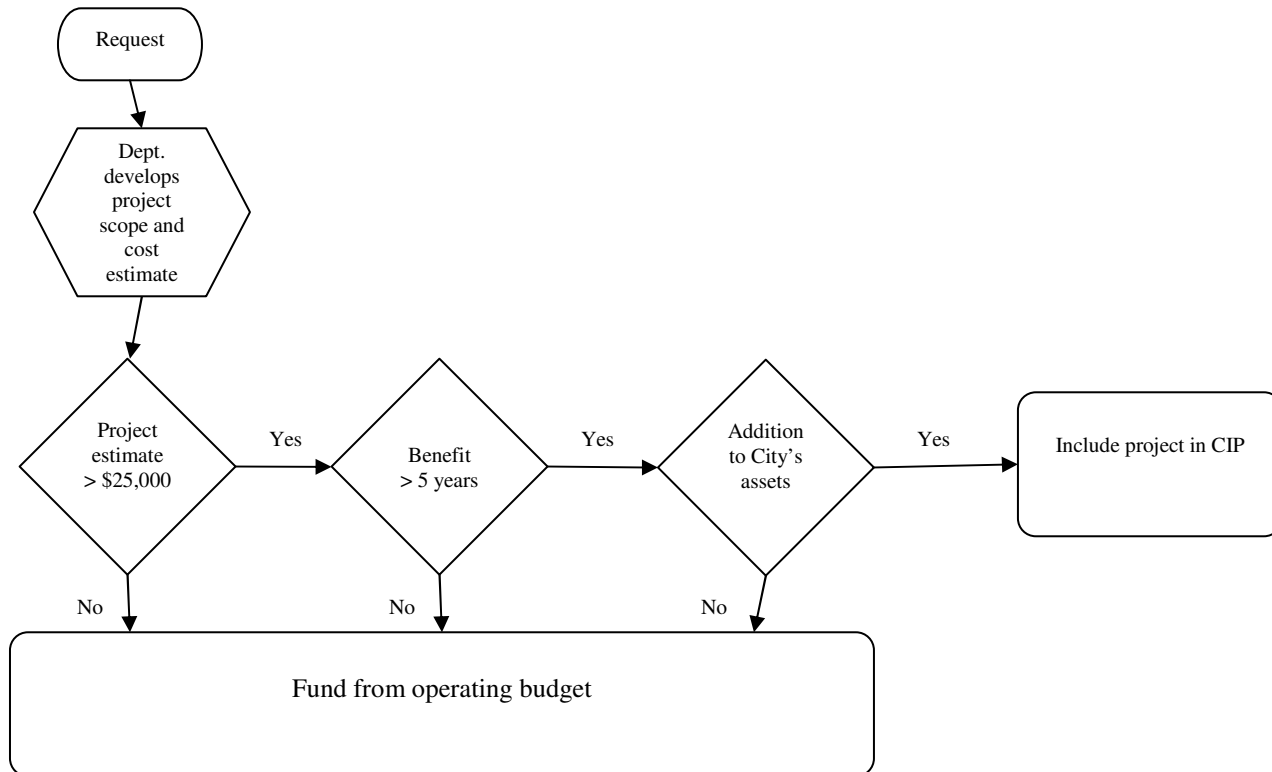 Request
Dept.
develops
project
scope and
cost
estimate
Project
estimate
> $25,000
Yes
Benefit
> 5 years
Yes
Addition
to City’s
assets
Yes
Include project in CIP
No
No
No
Fund from operating budget